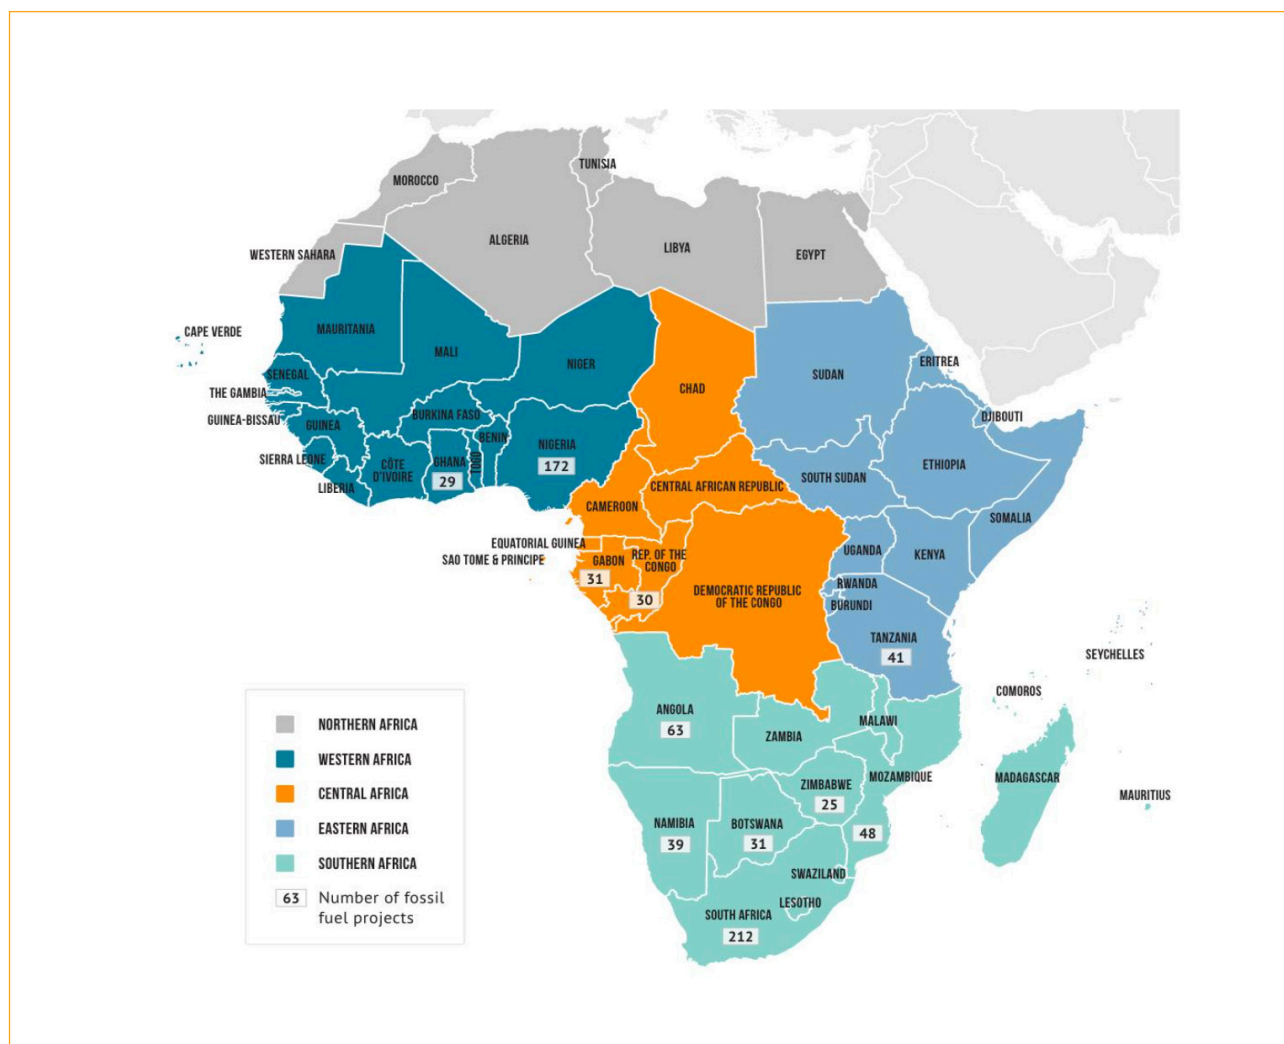 TUNISIA
MOROCCO
ALGERIA
LIBYA
EGYPT
WESTERN SAHARA
MAURITANIA
CAPE VERDE
MALI
NIGER
CHAD
SUDAN
ERITREA
SENEGAL
THE GAMBIA
GUINEA-BISSAU
GUINEA
BURKINA FASO
BENIN
NIGERIA
172
DJIBOUTI
SIERRA LEONE
LIBERIA
CÔTE
D'IVOIRE
GHANA
29
TOGO
CENTRAL AFRICAN REPUBLIC
SOUTH SUDAN
ETHIOPIA
CAMEROON
SOMALIA
EQUATORIAL GUINEA
SAO TOME & PRINCIPE
GABON
31
REP. OF THE
CONGO
30
DEMOCRATIC REPUBLIC
OF THE CONGO
UGANDA
KENYA
RWANDA
BURUNDI
TANZANIA
41
SEYCHELLES
COMOROS
ANGOLA
63
ZAMBIA
MALAWI
MOZAMBIQUE
48
ZIMBABWE
25
MADAGASCAR
MAURITIUS
NAMIBIA
39
BOTSWANA
31
SWAZILAND
LESOTHO
SOUTH AFRICA
212
NORTHERN AFRICA
WESTERN AFRICA
CENTRAL AFRICA
EASTERN AFRICA
SOUTHERN AFRICA
63 Number of fossil
fuel projects